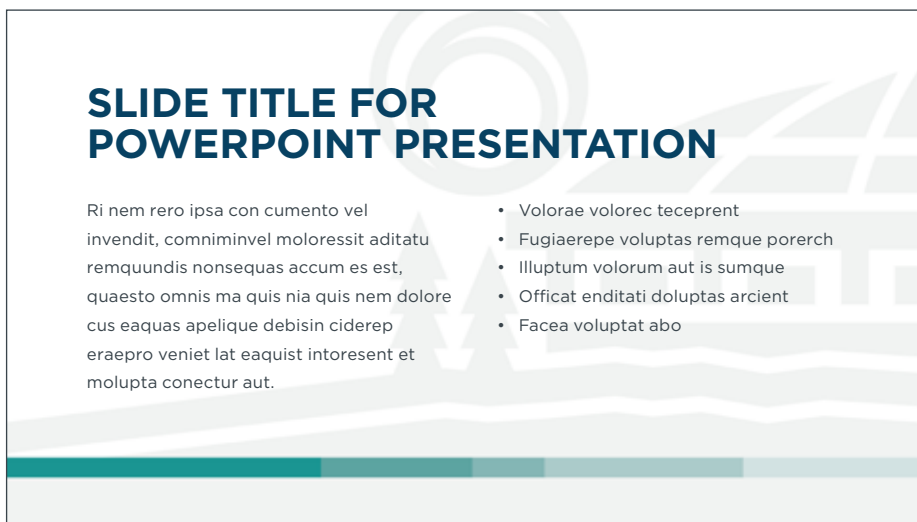 SLIDE TITLE FOR
POWERPOINT PRESENTATION
Ri nem rero ipsa con cumento vel
invendit, comniminvel moloressit aditatu
remquundis nonsequas accum es est,
quaesto omnis ma quis nia quis nem dolore
cus eaquas apelique debisin ciderep
eraepro veniet lat eaquist intoresent et
molupta conectur aut.
• Volorae volorec teceprent
• Fugiaerepe voluptas remque porerch
• Illuptum volorum aut is sumque
• Officat enditati doluptas arcient
• Facea voluptat abo